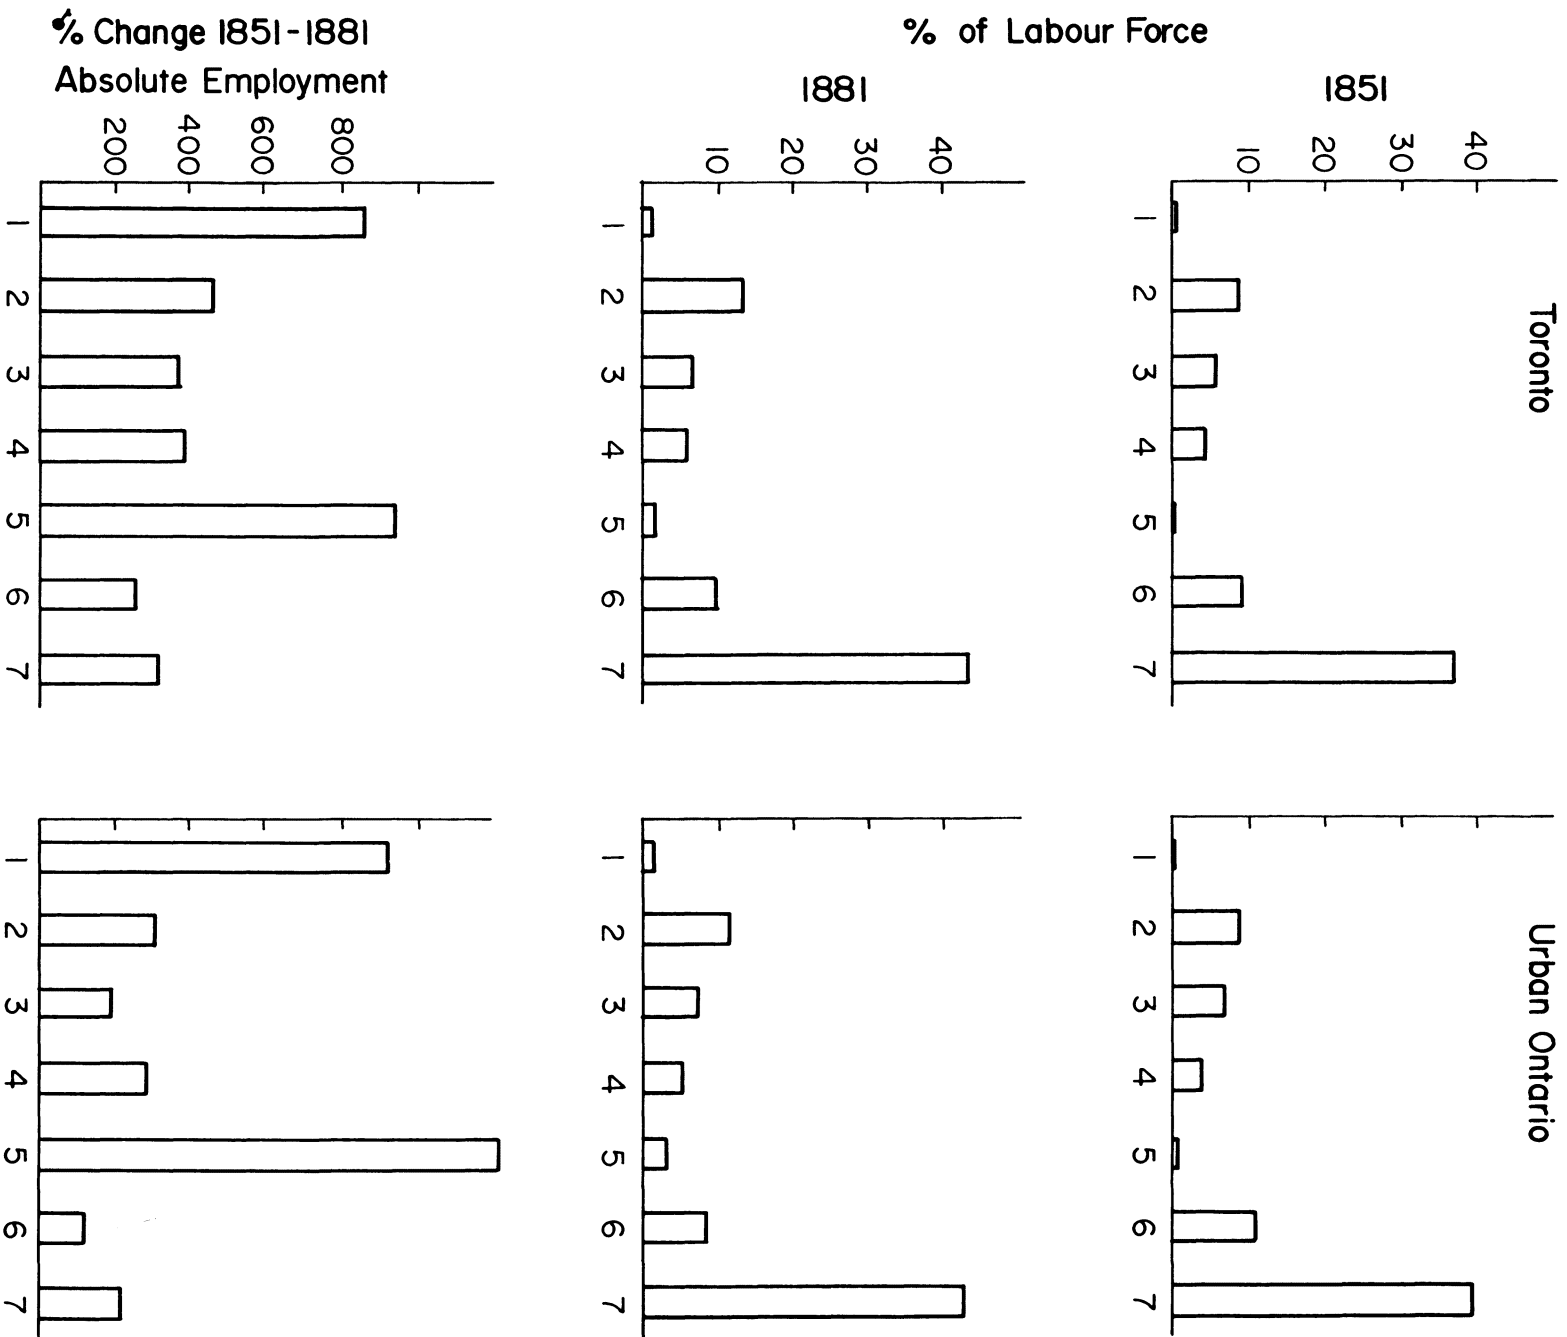 % Change 1851-1881
Absolute Employment
% of Labour Force
1881
1851
200 400 600 800
10 20 30 40
10 20 30 40
Toronto
1 2 3 4 5 6 7
1 2 3 4 5 6 7
1 2 3 4 5 6 7
Urban Ontario
1 2 3 4 5 6 7
1 2 3 4 5 6 7
1 2 3 4 5 6 7